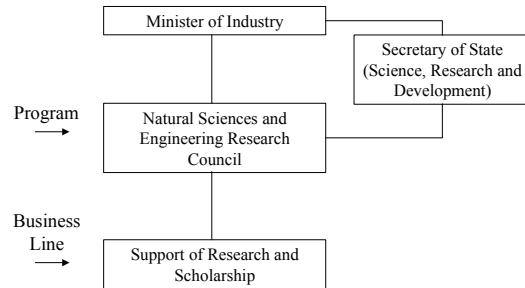 Minister of Industry
Secretary of State
(Science, Research and
Development)
Program
Natural Sciences and
Engineering Research
Council
Business
Line
Support of Research and
Scholarship